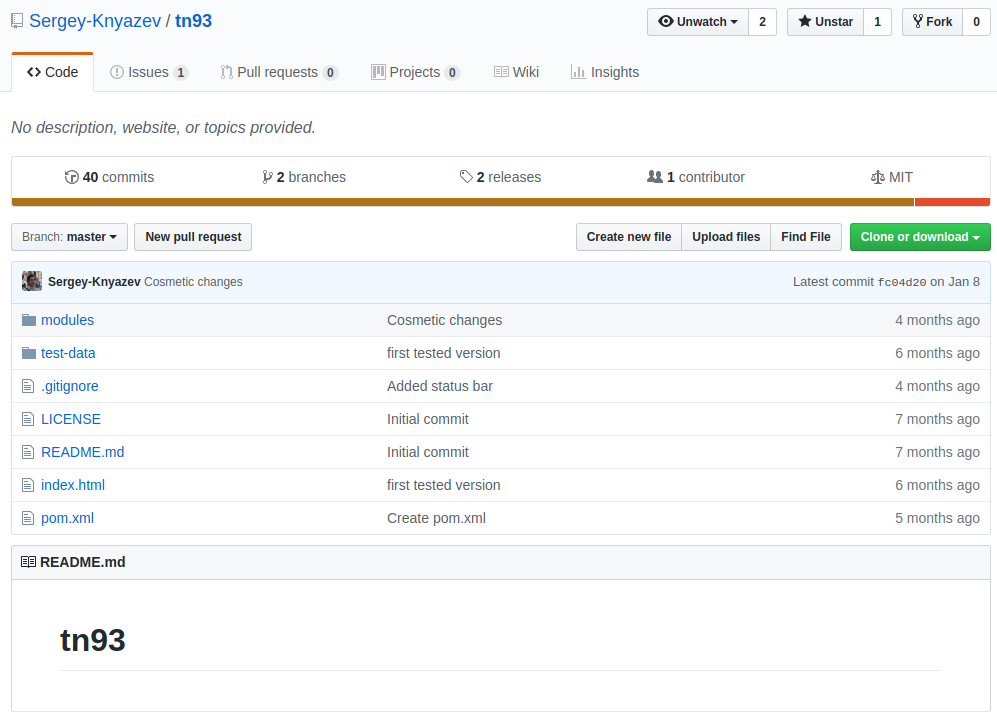 Sergey-Knyazev / tn93
Unwatch 2 Unstar 1 Fork 0
Code Issues 1 Pull requests 0 Projects 0 Wiki Insights
No description, website, or topics provided.
40 commits 2 branches 2 releases 1 contributor MIT
Branch: master New pull request Create new file Upload files Find File Clone or download
Sergey-Knyazev Cosmetic changes Latest commit fc04d20 on Jan 8
modules Cosmetic changes 4 months ago
test-data first tested version 6 months ago
.gitignore Added status bar 4 months ago
LICENSE Initial commit 7 months ago
README.md Initial commit 7 months ago
index.html first tested version 6 months ago
pom.xml Create pom.xml 5 months ago
README.md
tn93